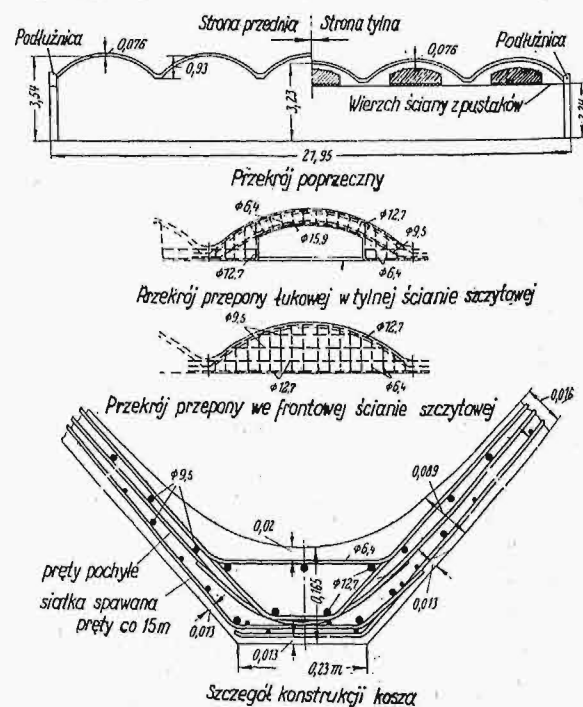 Strona przednia
Strona tylna
Podłużnica
0,076
0,93
0,076
Podłużnica
3,54
3,23
Wierzch ściany z pustaków
21,95
Przekrój poprzeczny
φ6,4
φ12,7
φ9,5
φ15,9
φ12,7
φ6,4
Przekrój przepony łukowej w tylnej ścianie szczytowej
φ9,5
φ12,7
φ12,7
φ6,4
Przekrój przepony we frontowej ścianie szczytowej
0,076
φ9,5
0,089
0,02
φ6,4
pręty pochyłe
0,165
φ12,7
siatka spawana
pręty co 15m
0,013
0,013
0,013
0,23m
Szczegół konstrukcji kosza